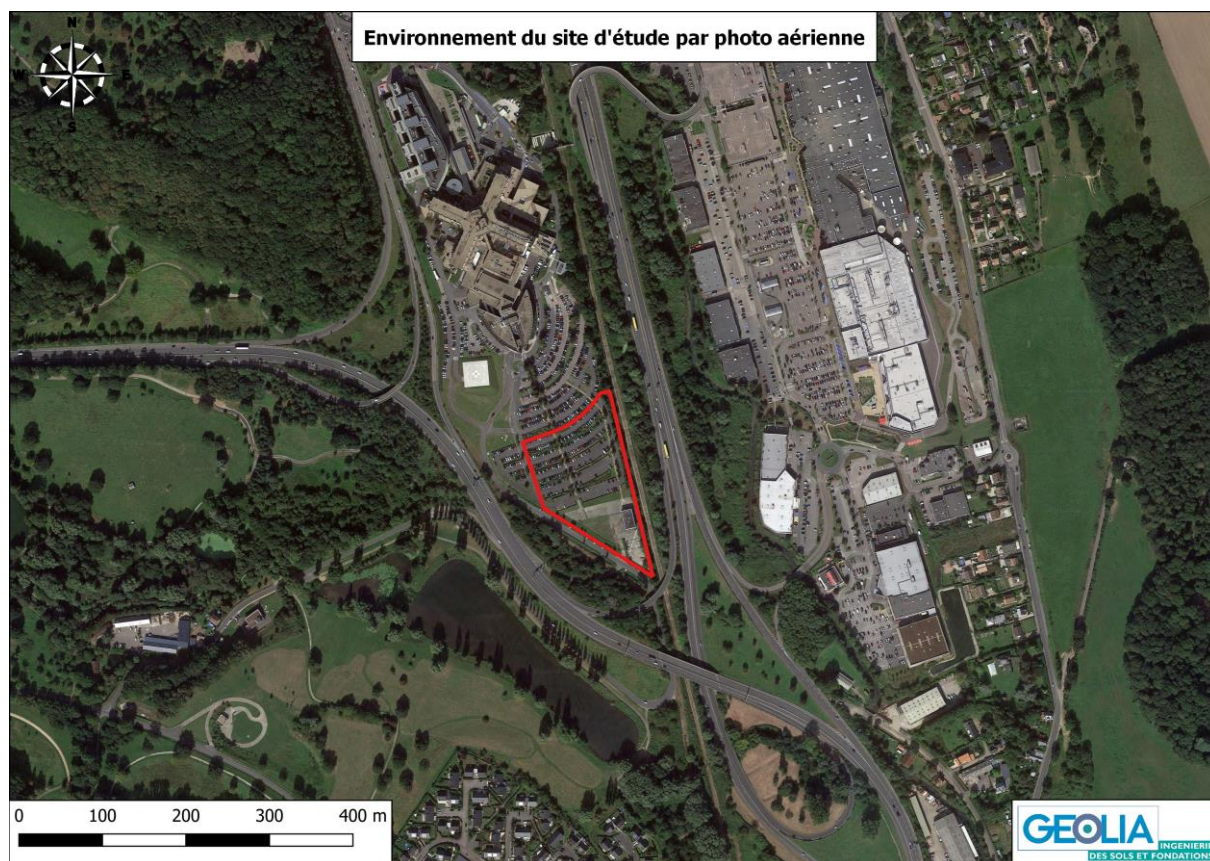 Environnement du site d'étude par photo aérienne
N
S
0 100 200 300 400 m
GEOLIA
INGENIERIE
DES SOLS ET FONDATIONS